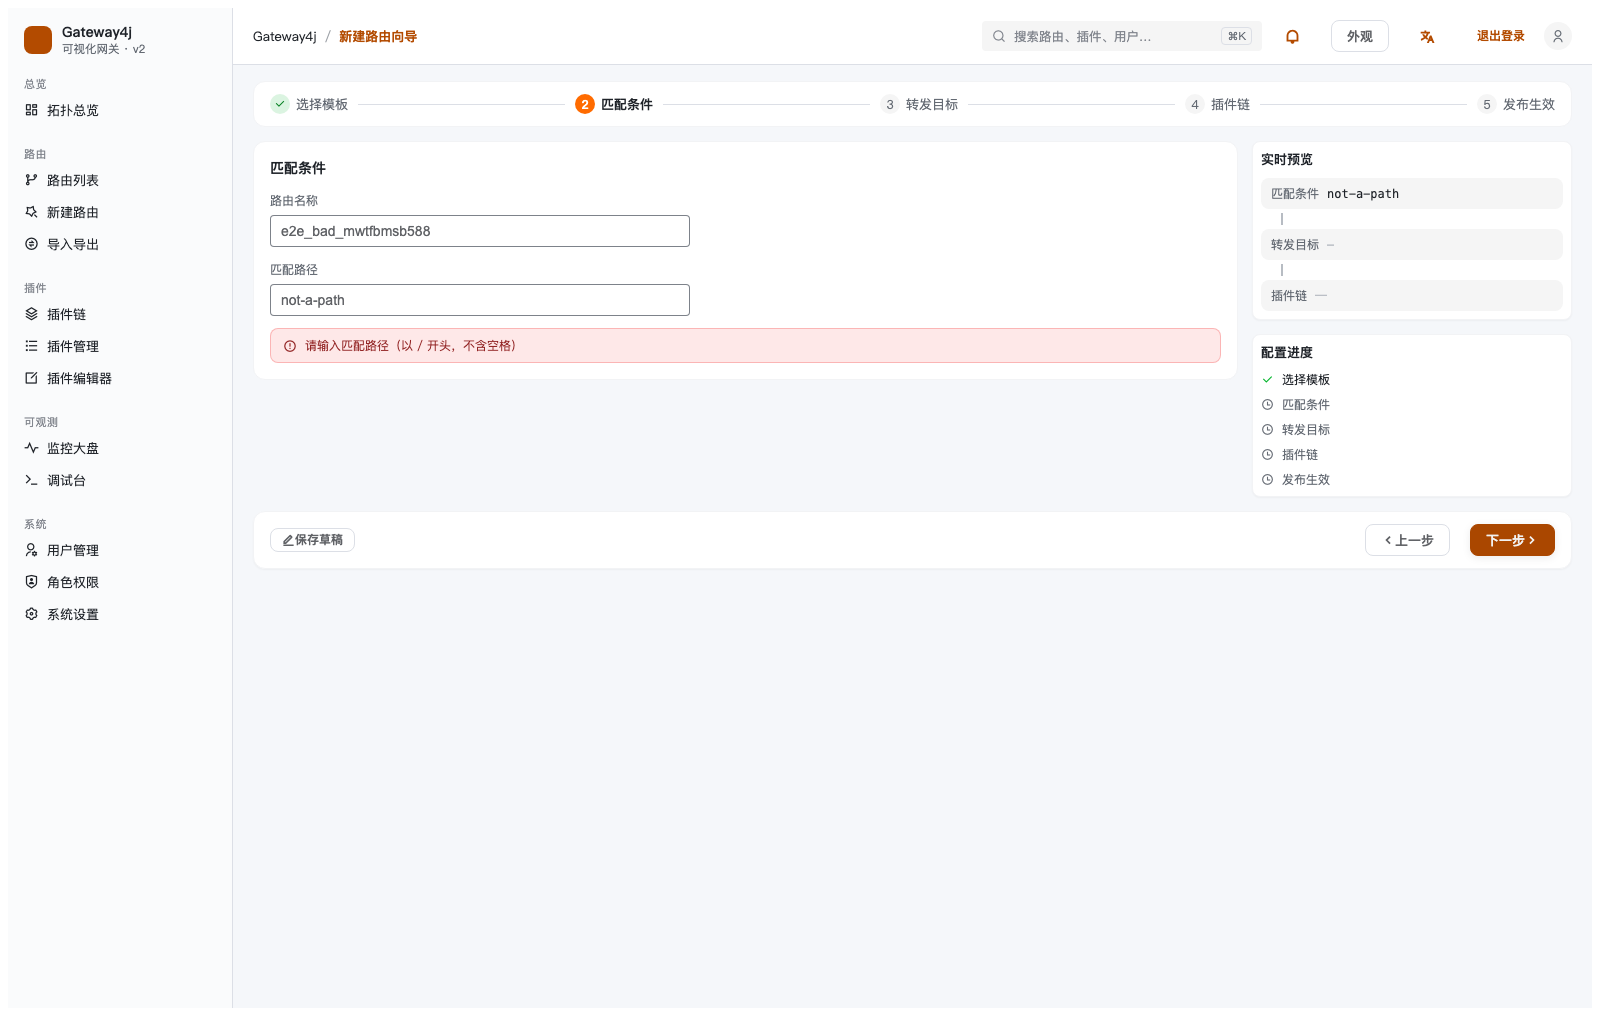 Gateway4j
可视化网关 · v2
总览
拓扑总览
路由
路由列表
新建路由
导入导出
插件
插件链
插件管理
插件编辑器
可观测
监控大盘
调试台
系统
用户管理
角色权限
系统设置
Gateway4j / 新建路由向导
搜索路由、插件、用户… ⌘K
外观
退出登录
选择模板
2 匹配条件
3 转发目标
4 插件链
5 发布生效
匹配条件
路由名称
e2e_bad_mwtfbmsb588
匹配路径
not-a-path
请输入匹配路径（以 / 开头，不含空格）
实时预览
匹配条件 not-a-path
转发目标 —
插件链 —
配置进度
选择模板
匹配条件
转发目标
插件链
发布生效
保存草稿
上一步
下一步